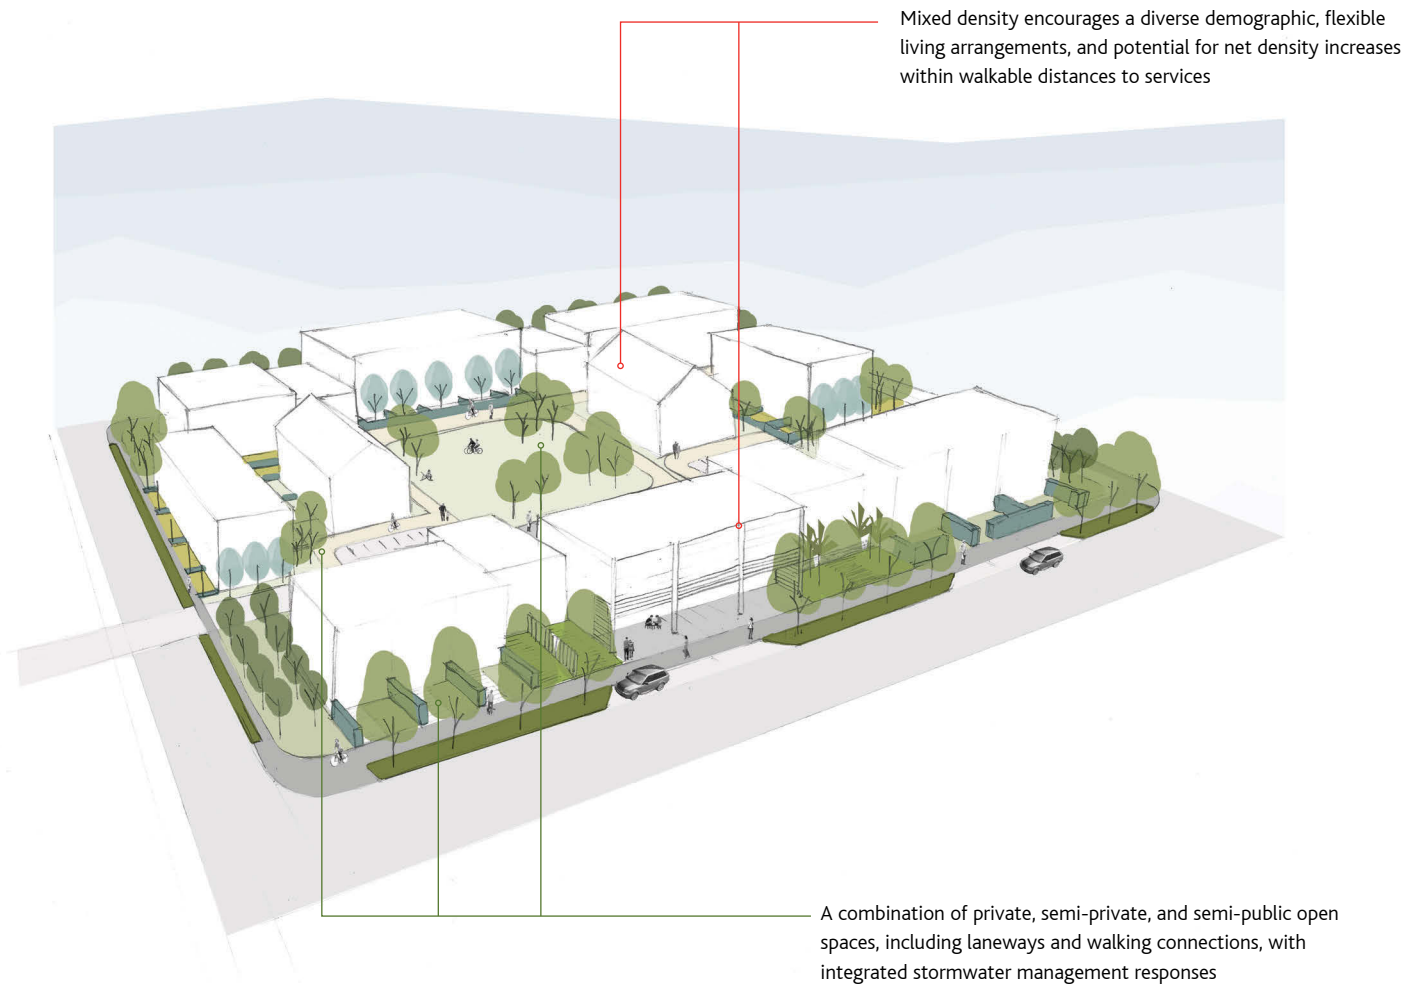 Mixed density encourages a diverse demographic, flexible
living arrangements, and potential for net density increases
within walkable distances to services
A combination of private, semi-private, and semi-public open
spaces, including laneways and walking connections, with
integrated stormwater management responses